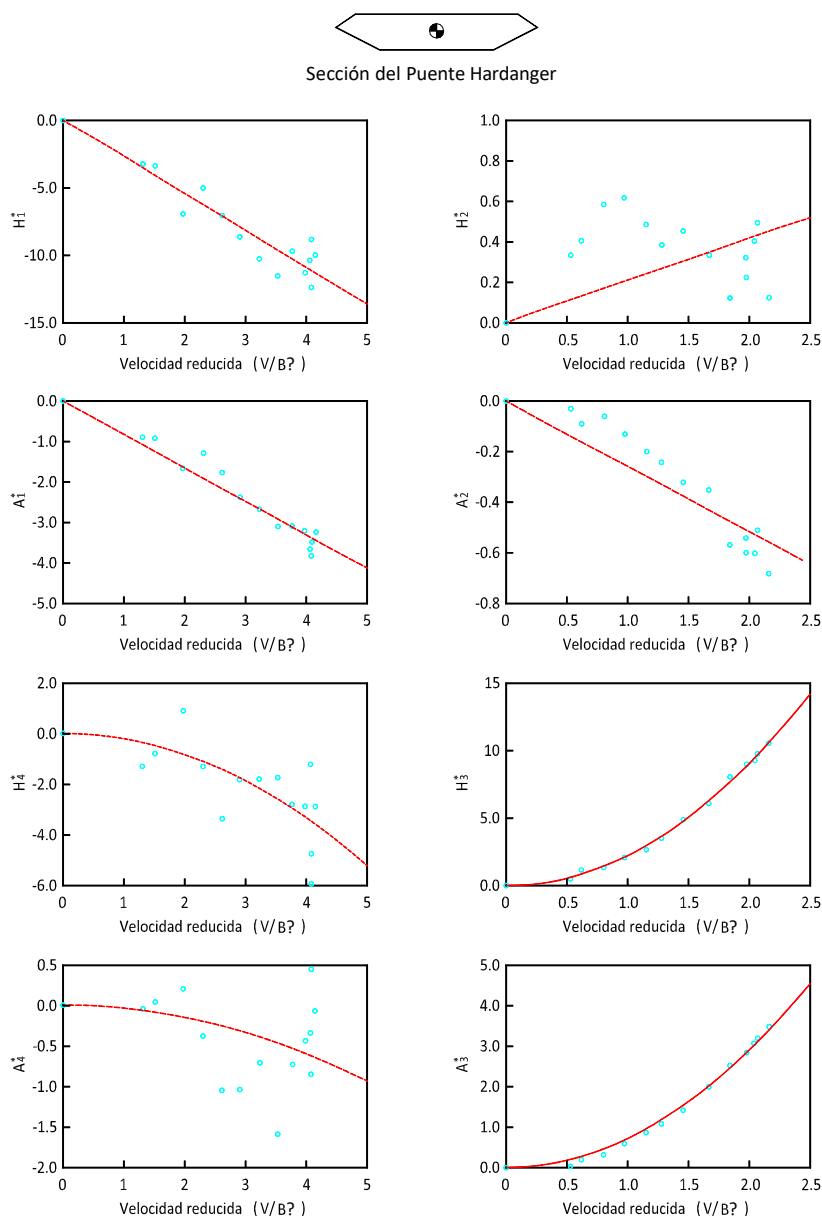 Sección del Puente Hardanger
0.0
-5.0
-10.0
-15.0
H*1
0 1 2 3 4 5
Velocidad reducida (V/B?)
1.0
0.8
0.6
0.4
0.2
0.0
H*2
0 0.5 1.0 1.5 2.0 2.5
Velocidad reducida (V/B?)
0.0
-1.0
-2.0
-3.0
-4.0
-5.0
A*1
0 1 2 3 4 5
Velocidad reducida (V/B?)
0.0
-0.2
-0.4
-0.6
-0.8
A*2
0 0.5 1.0 1.5 2.0 2.5
Velocidad reducida (V/B?)
2.0
0.0
-2.0
-4.0
-6.0
H*4
0 1 2 3 4 5
Velocidad reducida (V/B?)
15
10
5.0
0.0
H*3
0 0.5 1.0 1.5 2.0 2.5
Velocidad reducida (V/B?)
0.5
0.0
-0.5
-1.0
-1.5
-2.0
A*4
0 1 2 3 4 5
Velocidad reducida (V/B?)
5.0
4.0
3.0
2.0
1.0
0.0
A*3
0 0.5 1.0 1.5 2.0 2.5
Velocidad reducida (V/B?)